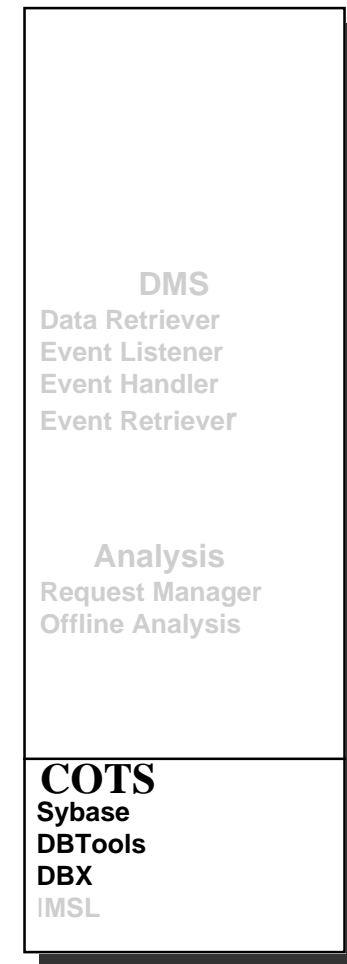 DMS
Data Retriever
Event Listener
Event Handler
Event Retriever
Analysis
Request Manager
Offline Analysis
COTS
Sybase
DBTools
DBX
IMSL